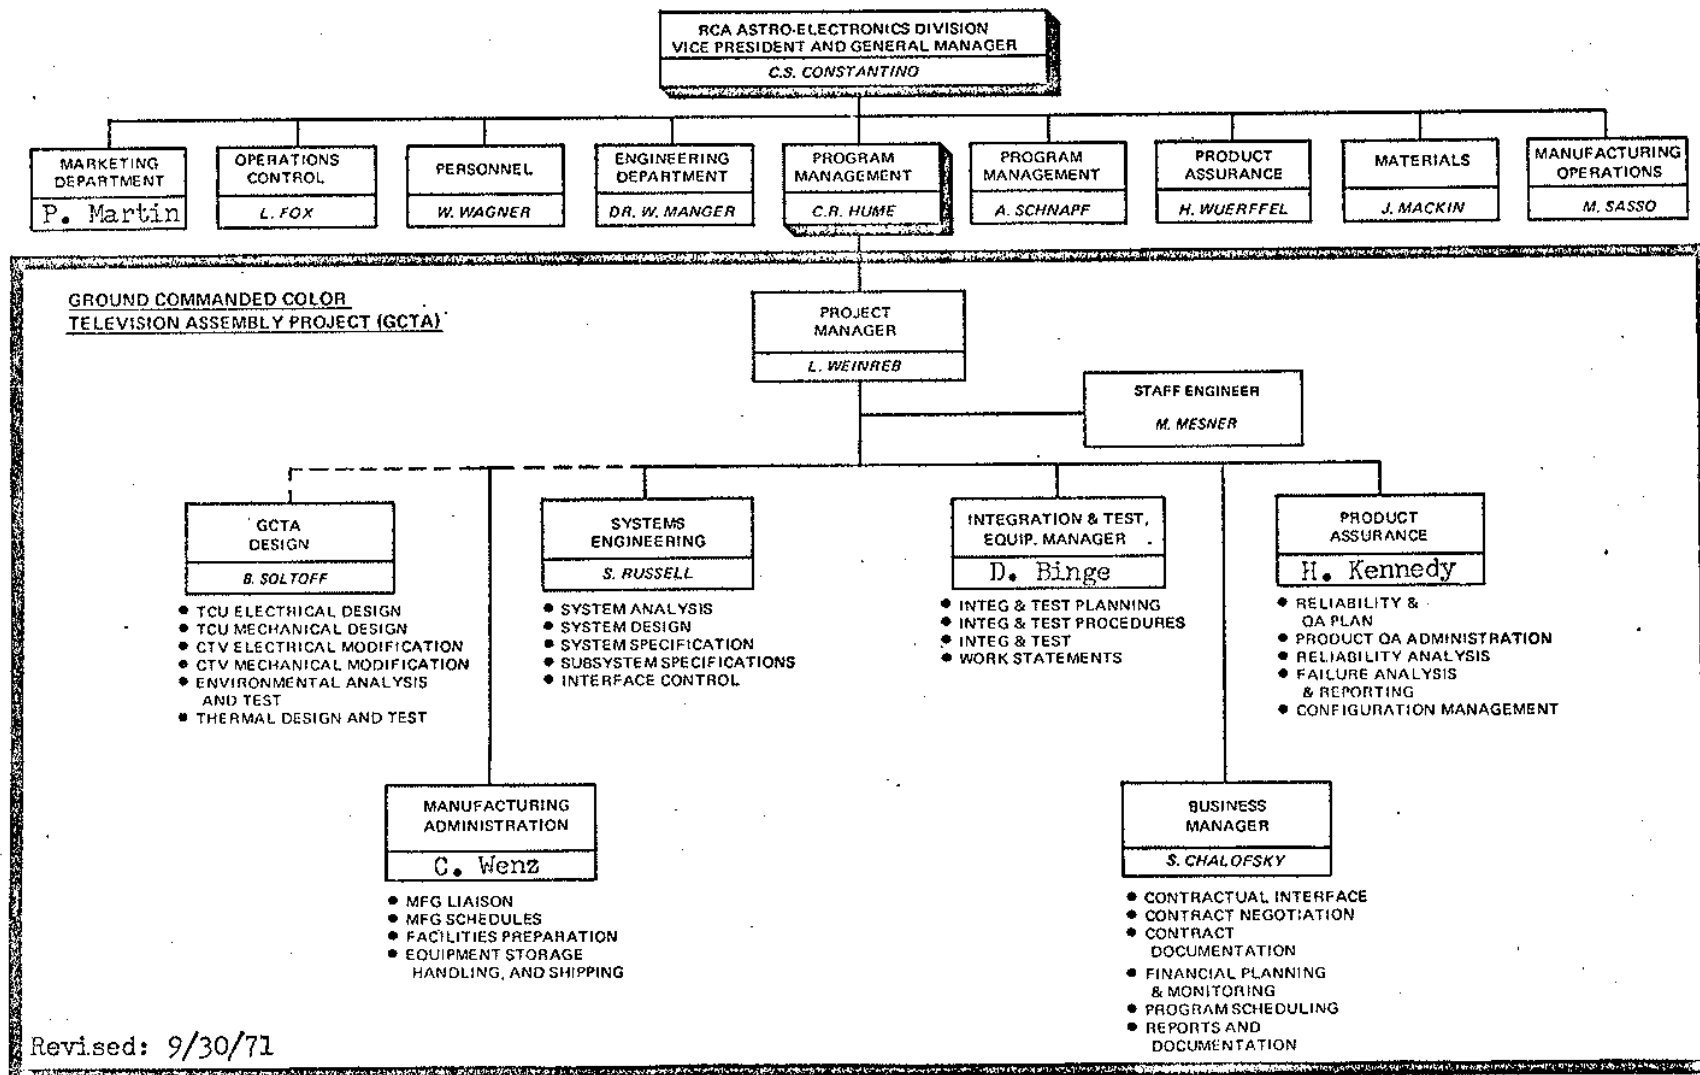 RCA ASTRO-ELECTRONICS DIVISION
VICE PRESIDENT AND GENERAL MANAGER
C.S. CONSTANTINO
MARKETING
DEPARTMENT
P. Martin
OPERATIONS
CONTROL
L. FOX
PERSONNEL
W. WAGNER
ENGINEERING
DEPARTMENT
DR. W. MANGER
PROGRAM
MANAGEMENT
C.R. HUME
PROGRAM
MANAGEMENT
A. SCHNAPF
PRODUCT
ASSURANCE
H. WUERFFEL
MATERIALS
J. MACKIN
MANUFACTURING
OPERATIONS
M. SASSO
GROUND COMMANDED COLOR
TELEVISION ASSEMBLY PROJECT (GCTA)
PROJECT
MANAGER
L. WEINREB
STAFF ENGINEER
M. MESNER
GCTA
DESIGN
B. SOLTOFF
• TCU ELECTRICAL DESIGN
• TCU MECHANICAL DESIGN
• CTV ELECTRICAL MODIFICATION
• CTV MECHANICAL MODIFICATION
• ENVIRONMENTAL ANALYSIS
AND TEST
• THERMAL DESIGN AND TEST
SYSTEMS
ENGINEERING
S. RUSSELL
• SYSTEM ANALYSIS
• SYSTEM DESIGN
• SYSTEM SPECIFICATION
• SUBSYSTEM SPECIFICATIONS
• INTERFACE CONTROL
INTEGRATION & TEST,
EQUIP. MANAGER
D. Binge
• INTEG & TEST PLANNING
• INTEG & TEST PROCEDURES
• INTEG & TEST
• WORK STATEMENTS
PRODUCT
ASSURANCE
H. Kennedy
• RELIABILITY &
QA PLAN
• PRODUCT QA ADMINISTRATION
• RELIABILITY ANALYSIS
• FAILURE ANALYSIS
& REPORTING
• CONFIGURATION MANAGEMENT
MANUFACTURING
ADMINISTRATION
C. Wenz
• MFG LIAISON
• MFG SCHEDULES
• FACILITIES PREPARATION
• EQUIPMENT STORAGE
HANDLING, AND SHIPPING
BUSINESS
MANAGER
S. CHALOFSKY
• CONTRACTUAL INTERFACE
• CONTRACT NEGOTIATION
• CONTRACT
DOCUMENTATION
• FINANCIAL PLANNING
& MONITORING
• PROGRAM SCHEDULING
• REPORTS AND
DOCUMENTATION
Revised: 9/30/71